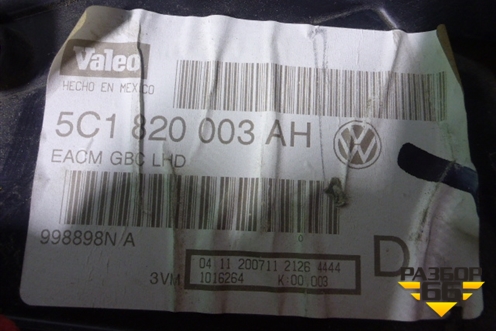 Valeo
HECHO EN MEXICO
5C1 820 003 AH
EACM GBC LHD
998898N A
D
3VM
04 11 200711 2126 4444
1016264 K 00 003
РАЗБОР
66